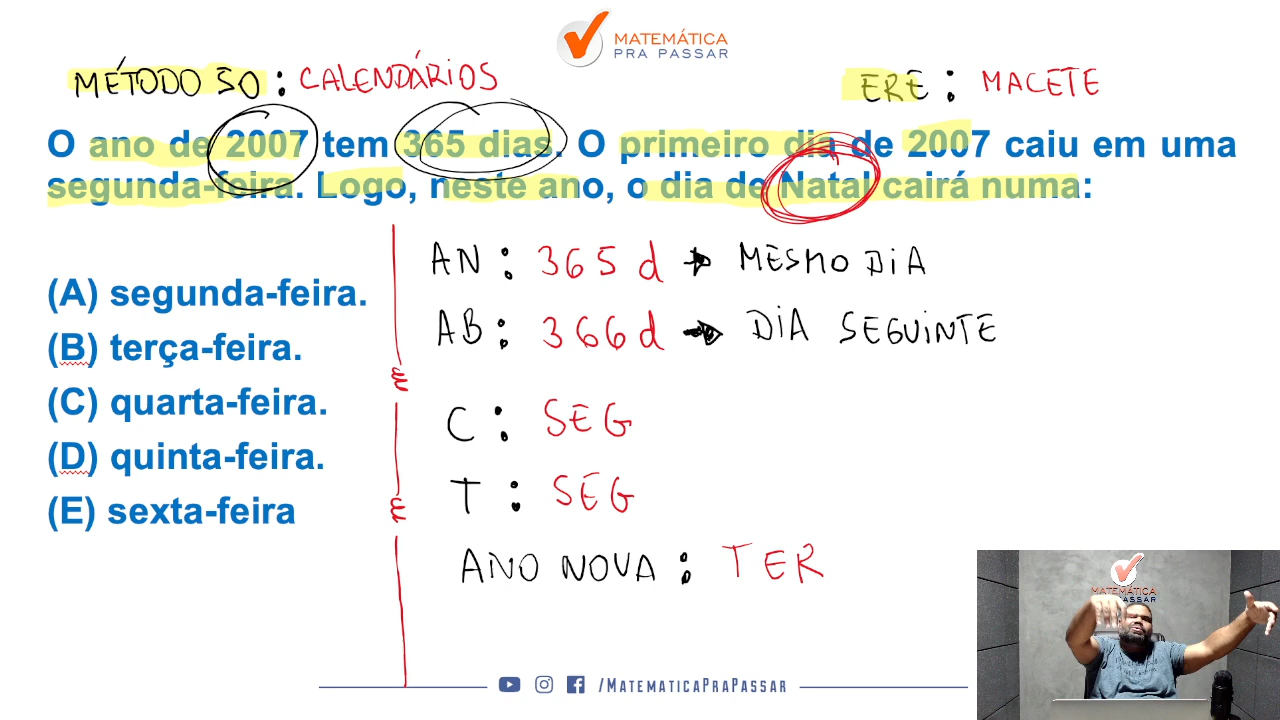 MATEMÁTICA
PRA PASSAR
MÉTODO 50 : CALENDÁRIOS
ERE : MACETE
O ano de 2007 tem 365 dias. O primeiro dia de 2007 caiu em uma
segunda-feira. Logo, neste ano, o dia de Natal cairá numa:
(A) segunda-feira.
(B) terça-feira.
(C) quarta-feira.
(D) quinta-feira.
(E) sexta-feira
AN : 365 d → MESMO DIA
AB : 366 d → DIA SEGUINTE
C : SEG
T : SEG
ANO NOVA : TER
MATEMÁTICA
PASSAR
/MATEMATICAPRAPASSAR